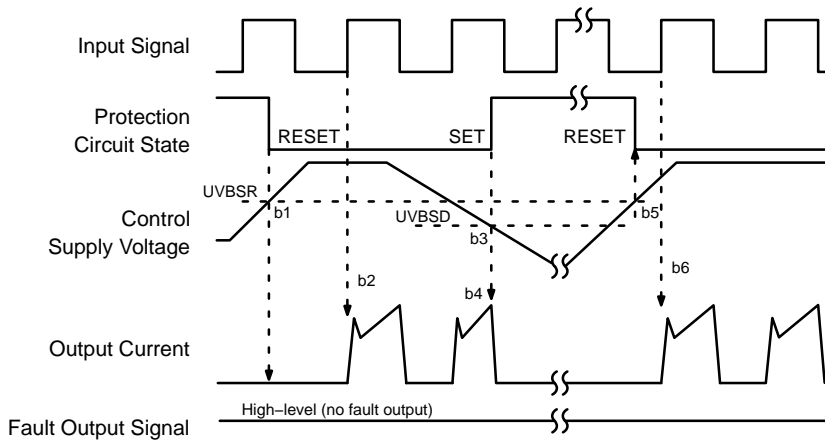 Input Signal
Protection
Circuit State
RESET
SET
RESET
UVBSR
b1
UVBSD
b3
b5
Control
Supply Voltage
b2
b4
b6
Output Current
High−level (no fault output)
Fault Output Signal